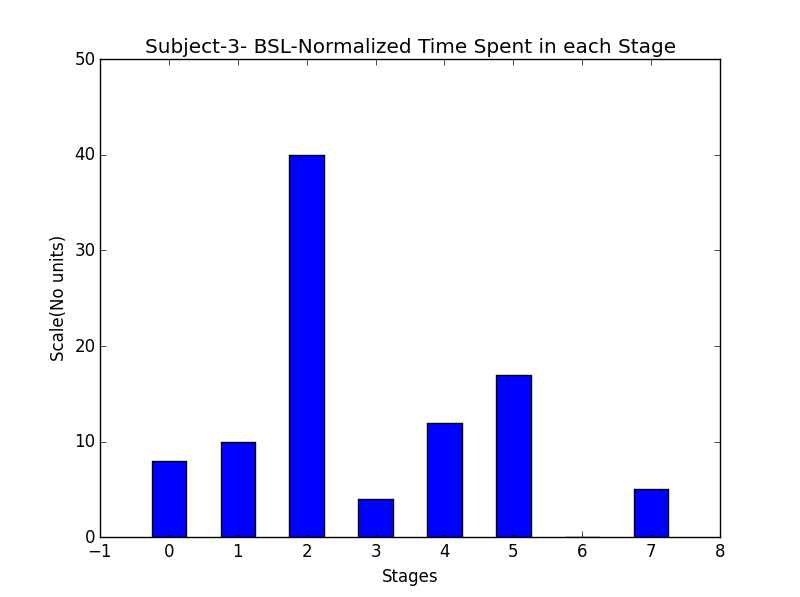 Subject-3- BSL-Normalized Time Spent in each Stage
50
40
30
20
10
0
Scale(No units)
−1 0 1 2 3 4 5 6 7 8
Stages